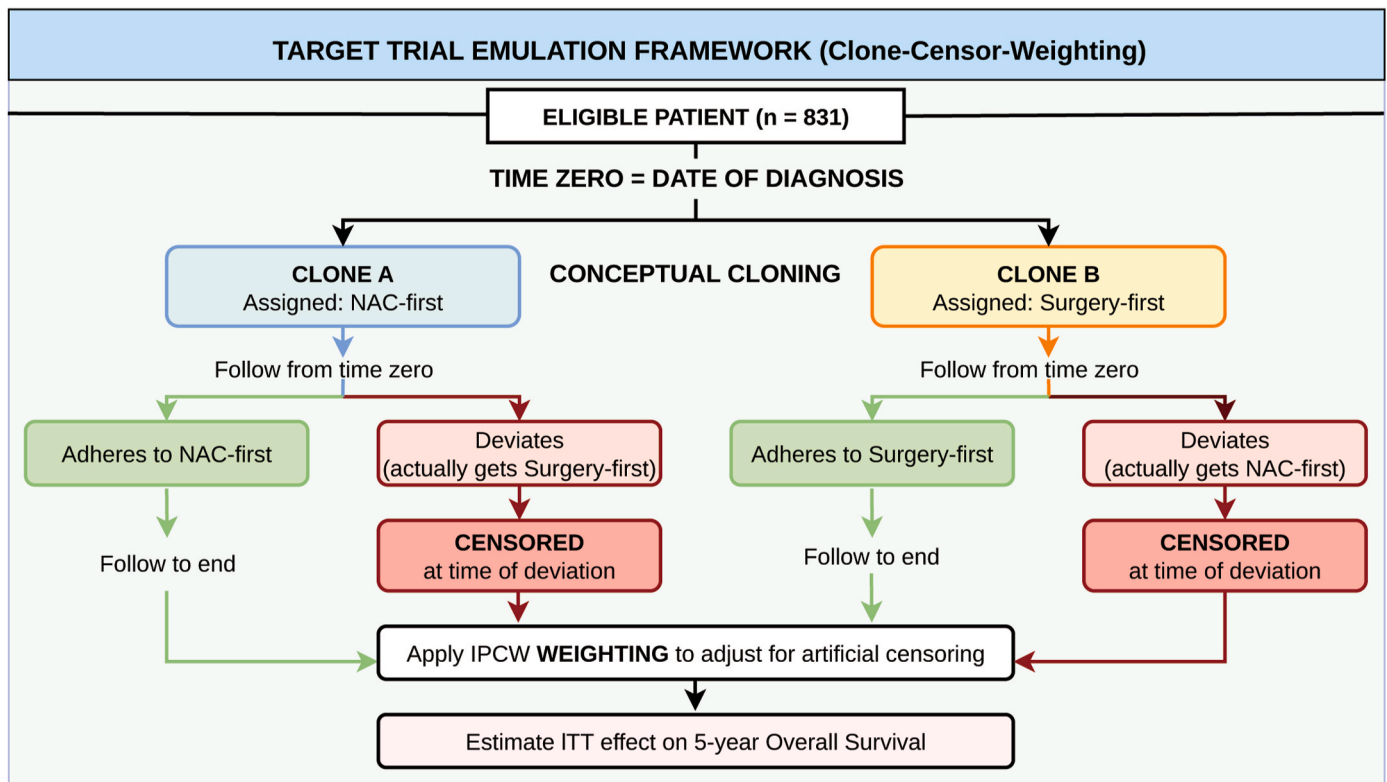 TARGET TRIAL EMULATION FRAMEWORK (Clone-Censor-Weighting)
ELIGIBLE PATIENT (n = 831)
TIME ZERO = DATE OF DIAGNOSIS
CLONE A
Assigned: NAC-first
CONCEPTUAL CLONING
CLONE B
Assigned: Surgery-first
Follow from time zero
Follow from time zero
Adheres to NAC-first
Deviates
(actually gets Surgery-first)
Adheres to Surgery-first
Deviates
(actually gets NAC-first)
Follow to end
CENSORED
at time of deviation
Follow to end
CENSORED
at time of deviation
Apply IPCW WEIGHTING to adjust for artificial censoring
Estimate ITT effect on 5-year Overall Survival